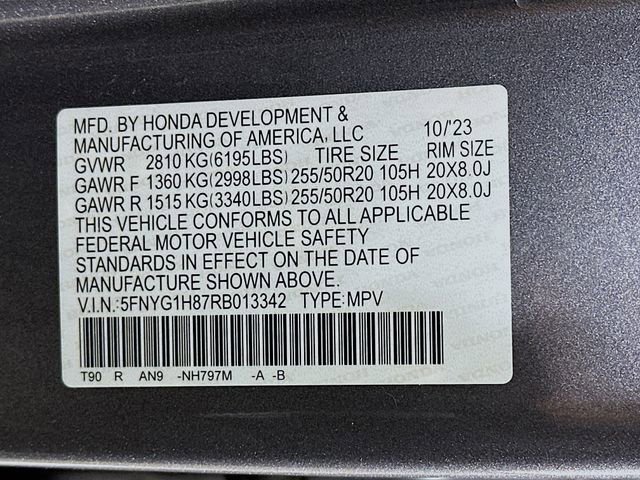 MFD. BY HONDA DEVELOPMENT &
MANUFACTURING OF AMERICA, LLC 10/'23
GVWR 2810 KG(6195LBS) TIRE SIZE RIM SIZE
GAWR F 1360 KG(2998LBS) 255/50R20 105H 20X8.0J
GAWR R 1515 KG(3340LBS) 255/50R20 105H 20X8.0J
THIS VEHICLE CONFORMS TO ALL APPLICABLE
FEDERAL MOTOR VEHICLE SAFETY
STANDARDS IN EFFECT ON THE DATE OF
MANUFACTURE SHOWN ABOVE.
V.I.N.:5FNYG1H87RB013342 TYPE:MPV
T90 R AN9 -NH797M -A -B